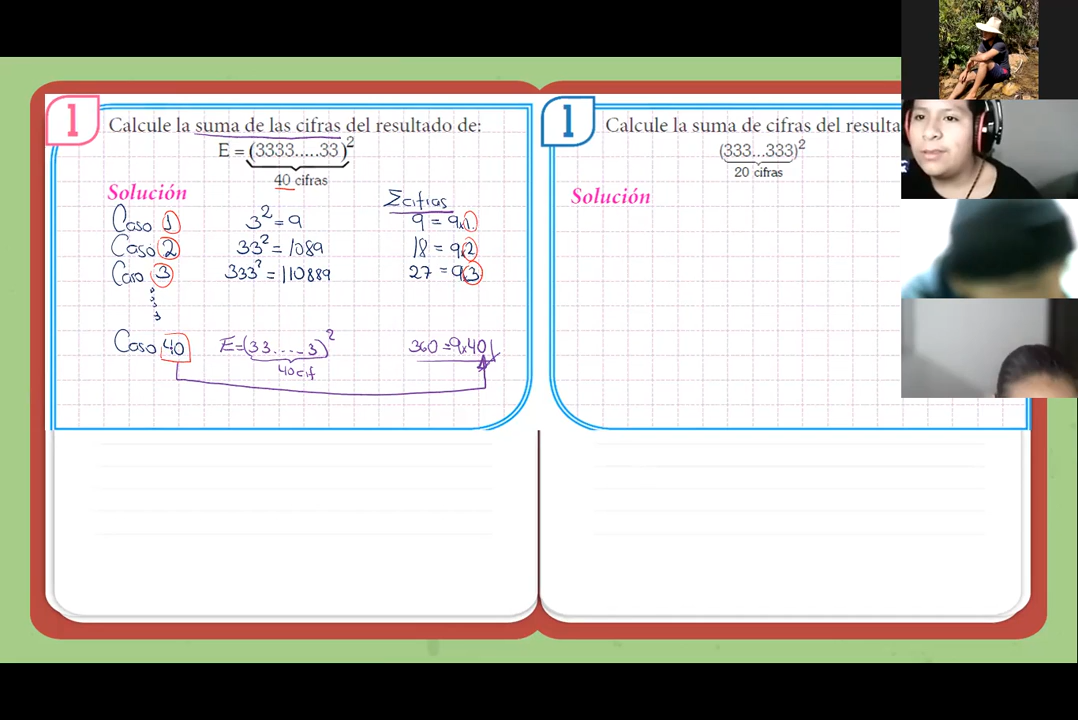 1
Calcule la suma de las cifras del resultado de:
E = (3333.....33)²
40 cifras
Solución
Σcifras
Caso 1 3² = 9 9 = 9x1
Caso 2 33² = 1089 18 = 9x2
Caso 3 333² = 110889 27 = 9x3
Caso 40 E=(33....3)² 360 = 9x40
40 cif
1
Calcule la suma de cifras del resulta
(333...333)²
20 cifras
Solución